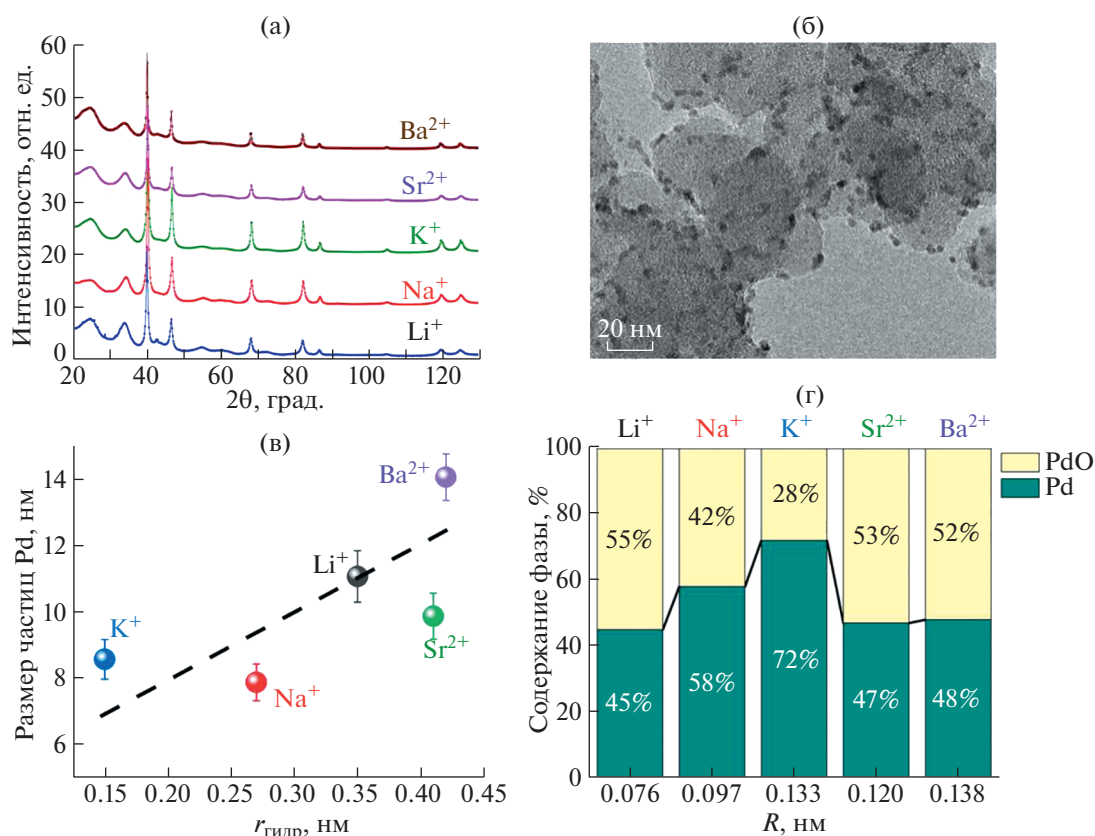 (а)
Интенсивность, отн. ед.
60
50
40
30
20
10
0
Ba²⁺
Sr²⁺
K⁺
Na⁺
Li⁺
20 40 60 80 100 120
2θ, град.
(б)
20 нм
(в)
Размер частиц Pd, нм
14
12
10
8
6
Ba²⁺
Li⁺
Sr²⁺
K⁺
Na⁺
0.15 0.20 0.25 0.30 0.35 0.40 0.45
rгидр, нм
(г)
Li⁺ Na⁺ K⁺ Sr²⁺ Ba²⁺
Содержание фазы, %
100
80
60
40
20
0
PdO
Pd
55% 42% 28% 53% 52%
45% 58% 72% 47% 48%
0.076 0.097 0.133 0.120 0.138
R, нм